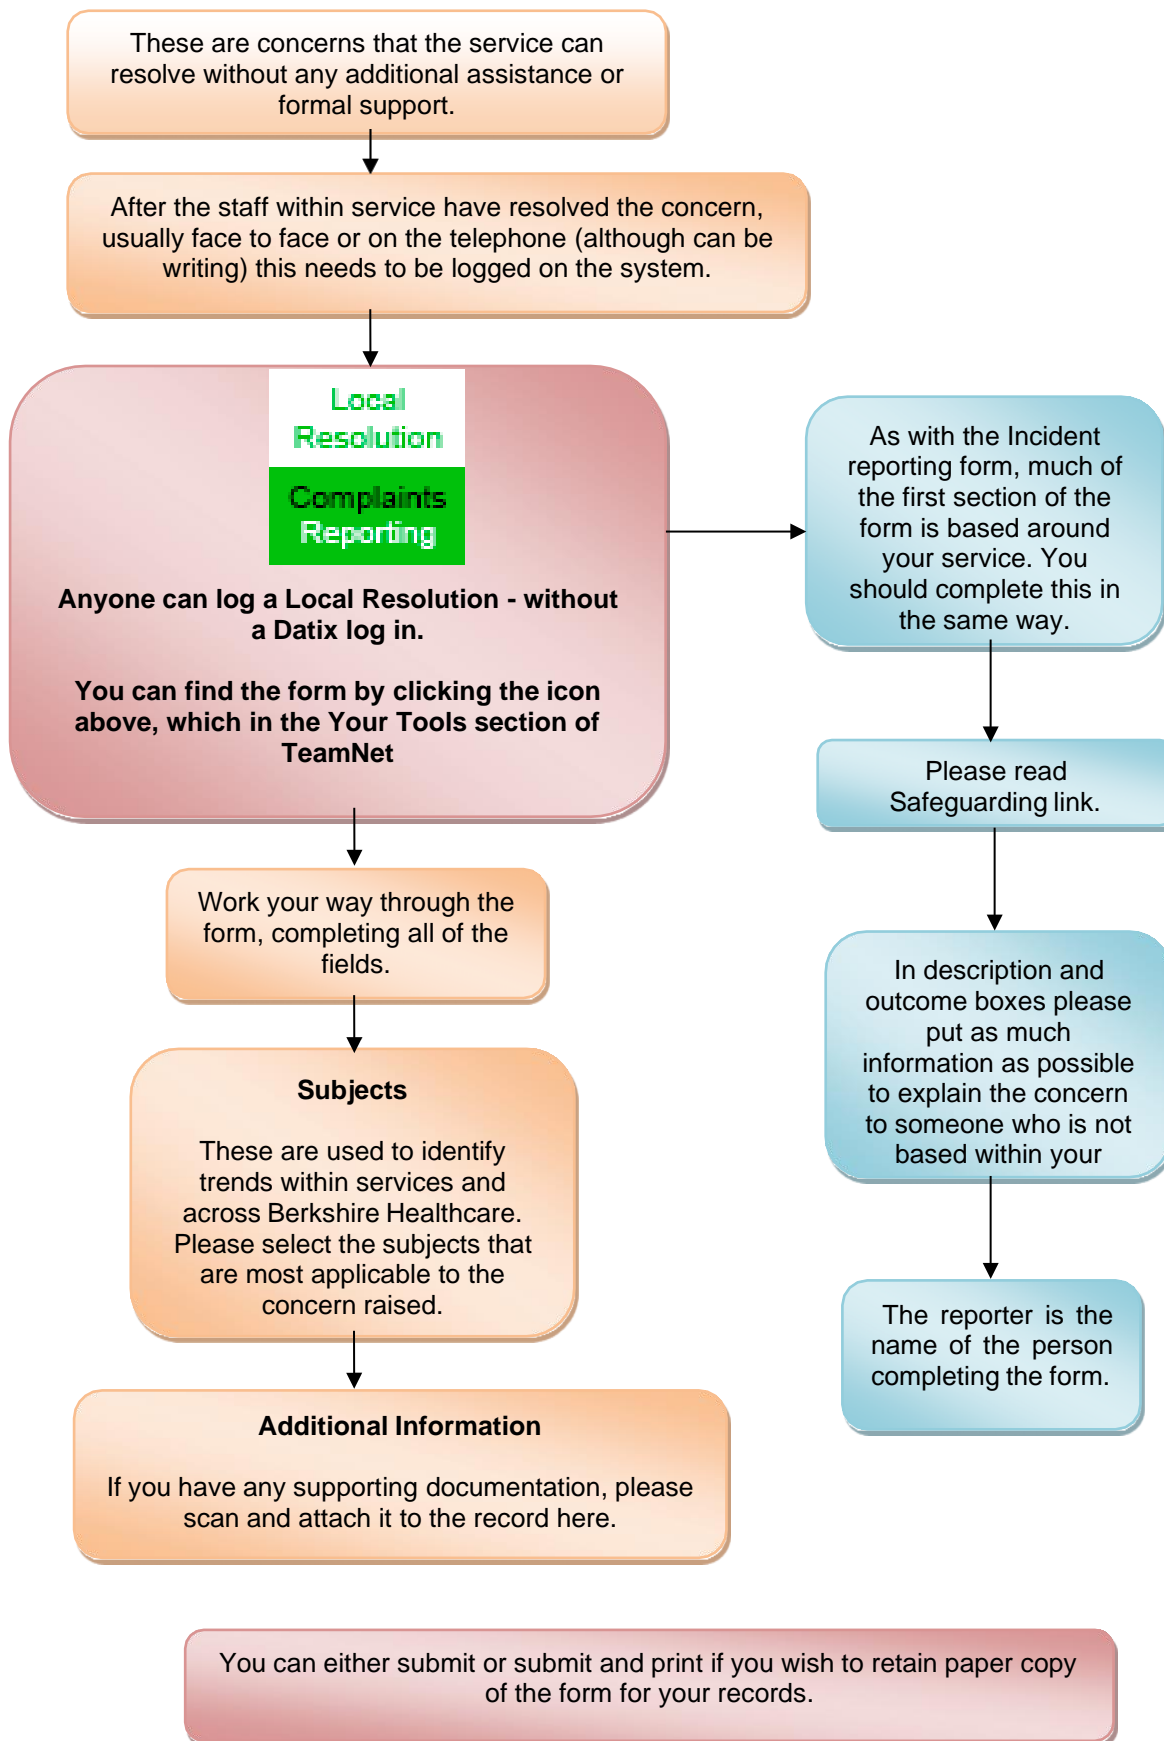 These are concerns that the service can
resolve without any additional assistance or
formal support.
After the staff within service have resolved the concern,
usually face to face or on the telephone (although can be
writing) this needs to be logged on the system.
Local
Resolution
Complaints
Reporting
Anyone can log a Local Resolution - without
a Datix log in.
You can find the form by clicking the icon
above, which in the Your Tools section of
TeamNet
As with the Incident
reporting form, much of
the first section of the
form is based around
your service. You
should complete this in
the same way.
Please read
Safeguarding link.
In description and
outcome boxes please
put as much
information as possible
to explain the concern
to someone who is not
based within your
The reporter is the
name of the person
completing the form.
Work your way through the
form, completing all of the
fields.
Subjects
These are used to identify
trends within services and
across Berkshire Healthcare.
Please select the subjects that
are most applicable to the
concern raised.
Additional Information
If you have any supporting documentation, please
scan and attach it to the record here.
You can either submit or submit and print if you wish to retain paper copy
of the form for your records.